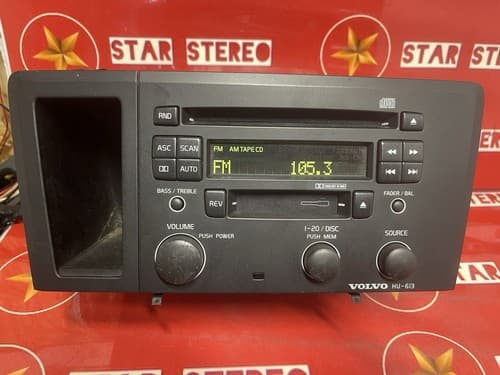 STAR STEREO
STAR STEREO
RND
ASC SCAN
AUTO
FM AM TAPE CD
FM 105.3
BASS / TREBLE
FADER / BAL
REV
VOLUME
PUSH POWER
1-20 / DISC
PUSH MEM
SOURCE
VOLVO HU-613
STAR STEREO